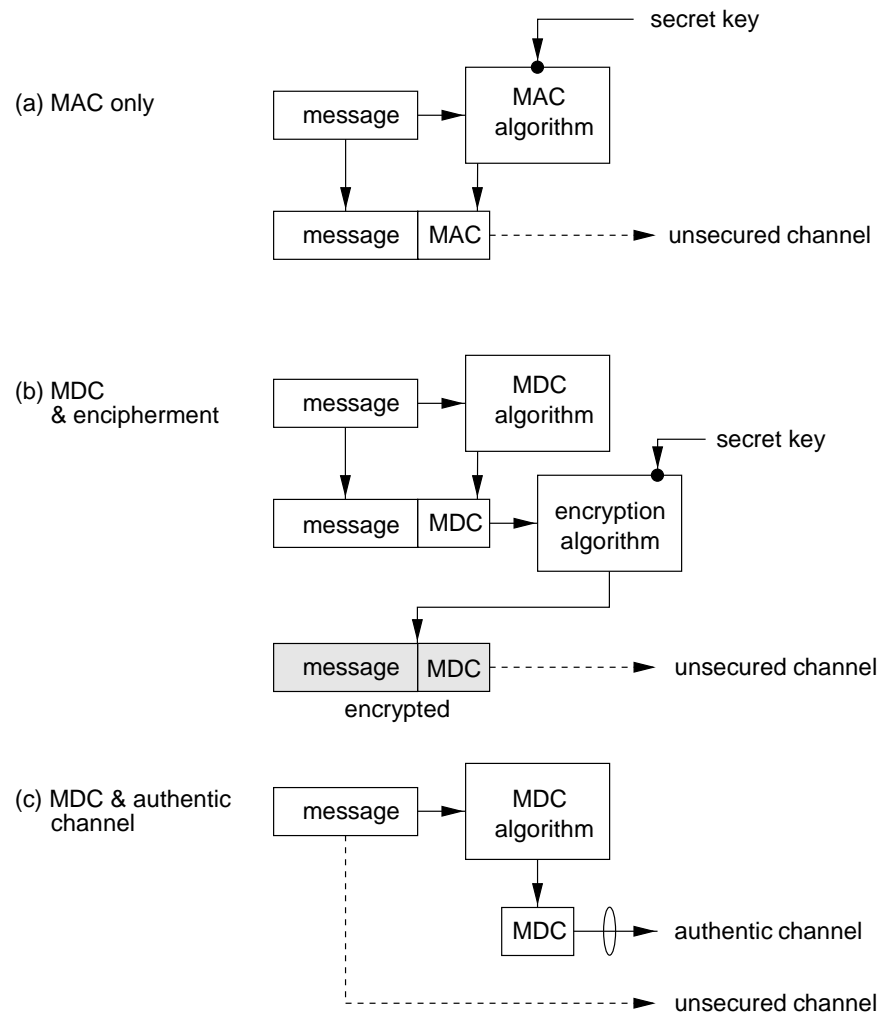 secret key
(a) MAC only
message
MAC
algorithm
message
MAC
unsecured channel
(b) MDC
& encipherment
message
MDC
algorithm
secret key
message
MDC
encryption
algorithm
message
MDC
unsecured channel
encrypted
(c) MDC & authentic
channel
message
MDC
algorithm
MDC
authentic channel
unsecured channel